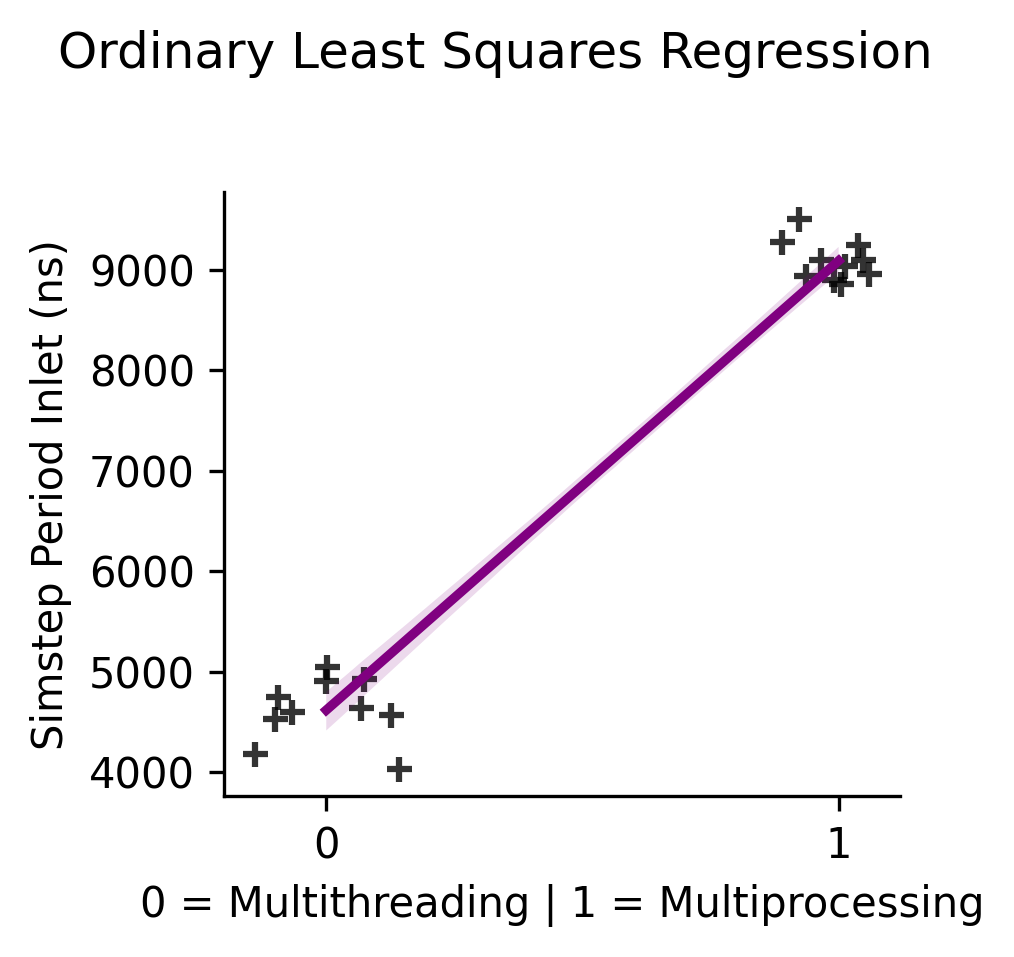 Ordinary Least Squares Regression
Simstep Period Inlet (ns)
9000
8000
7000
6000
5000
4000
0 1
0 = Multithreading | 1 = Multiprocessing